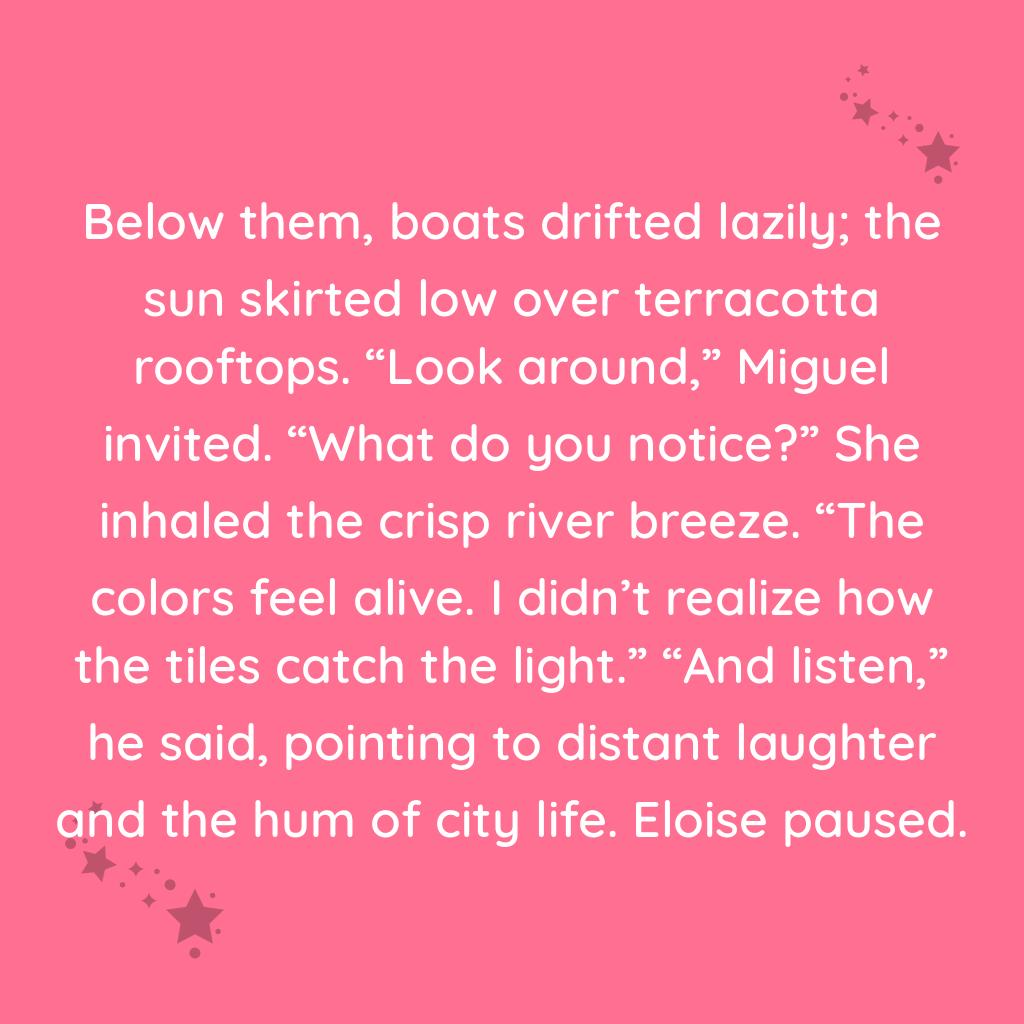 Below them, boats drifted lazily; the
sun skirted low over terracotta
rooftops. “Look around,” Miguel
invited. “What do you notice?” She
inhaled the crisp river breeze. “The
colors feel alive. I didn’t realize how
the tiles catch the light.” “And listen,”
he said, pointing to distant laughter
and the hum of city life. Eloise paused.